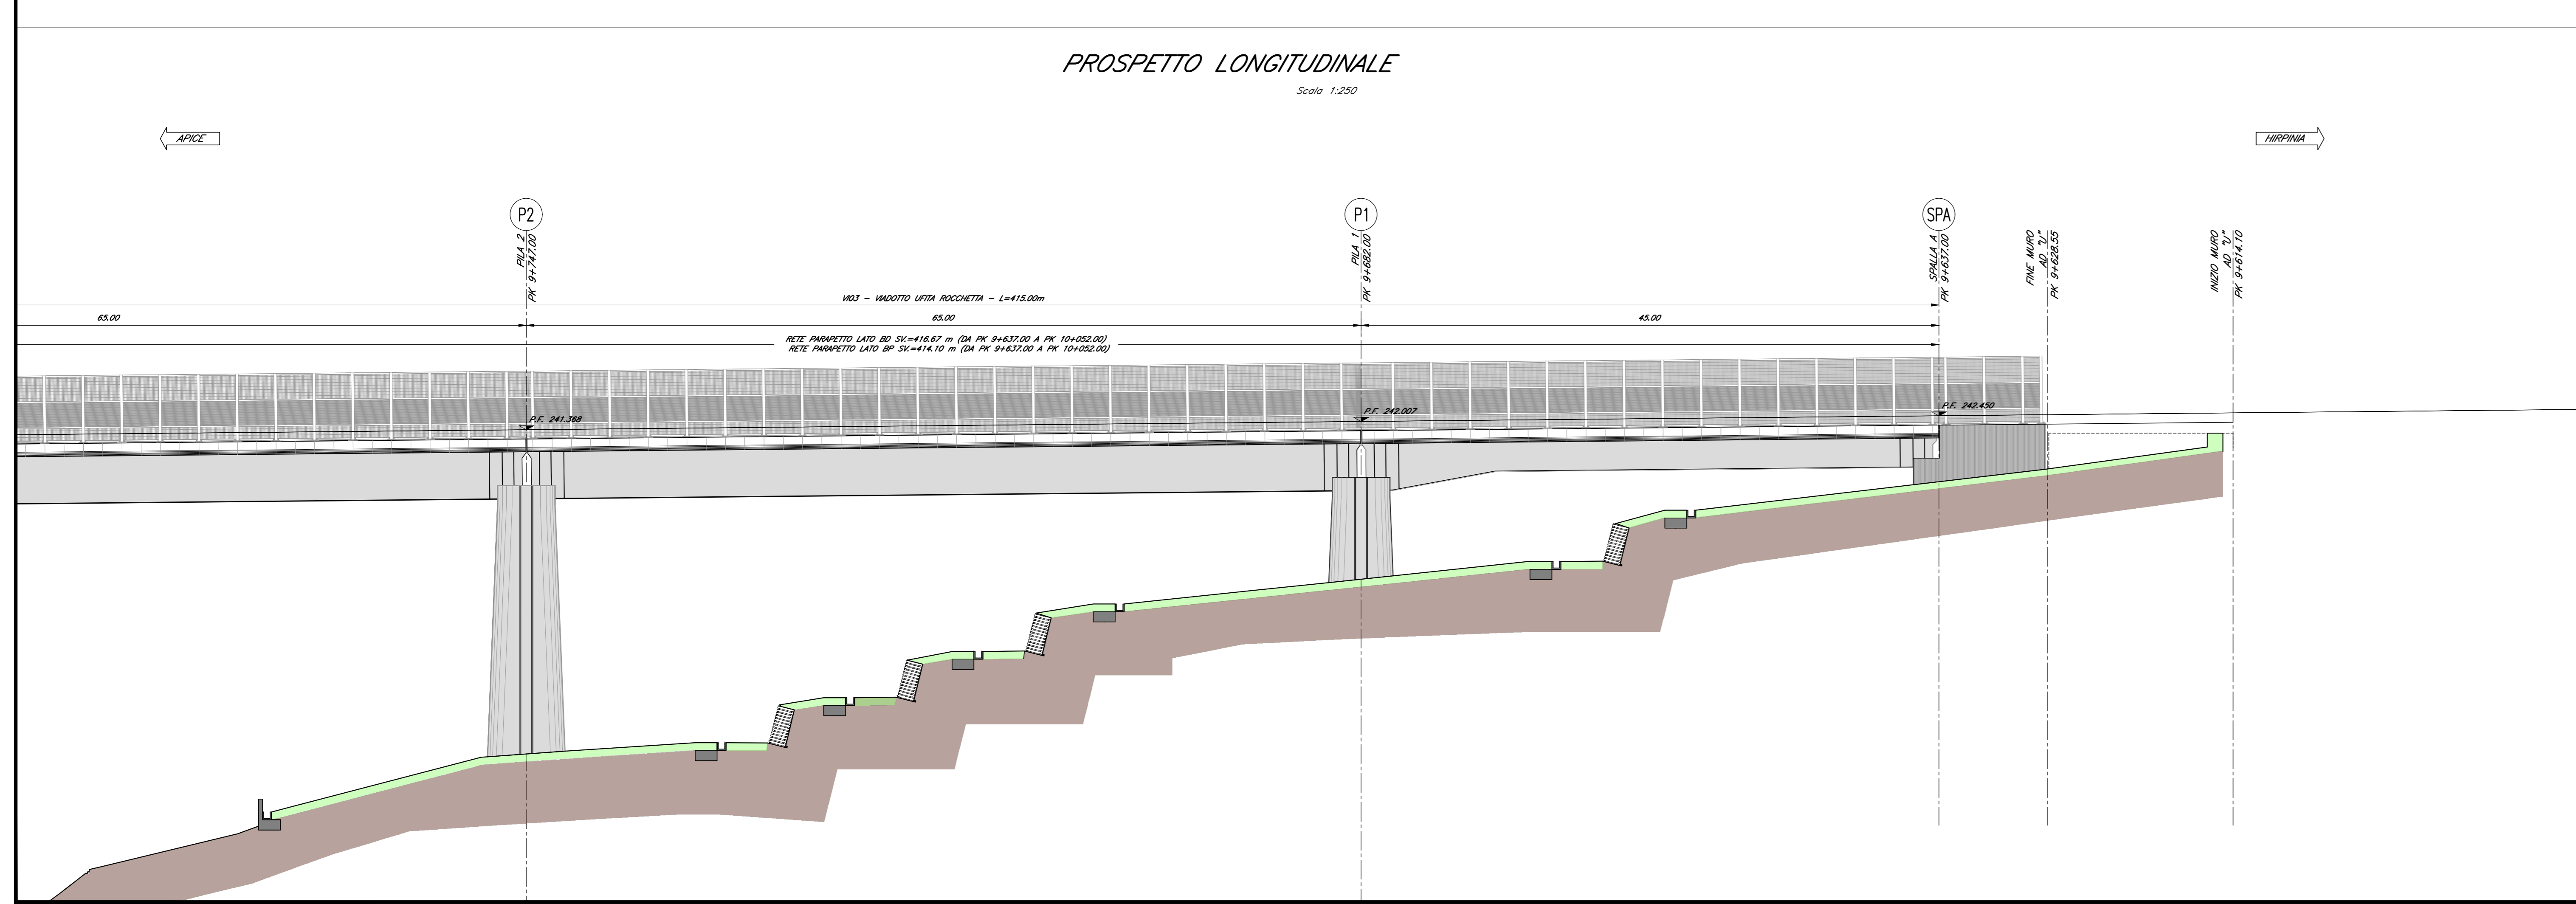 PROSPETTO LONGITUDINALE
Scala 1:250
APICE
HIRPINIA
P2
P1
SPA
PILA 2
PK 9+747.00
PILA 1
PK 9+682.00
SPALLA A
PK 9+637.00
FINE MURO
AD "U"
PK 9+628.55
INIZIO MURO
AD "U"
PK 9+614.10
VI03 - VIADOTTO UFITA ROCCHETTA - L=415.00m
65.00
65.00
45.00
RETE PARAPETTO LATO BD SV.=416.67 m (DA PK 9+637.00 A PK 10+052.00)
RETE PARAPETTO LATO BP SV.=414.10 m (DA PK 9+637.00 A PK 10+052.00)
P.F. 241.368
P.F. 242.007
P.F. 242.450